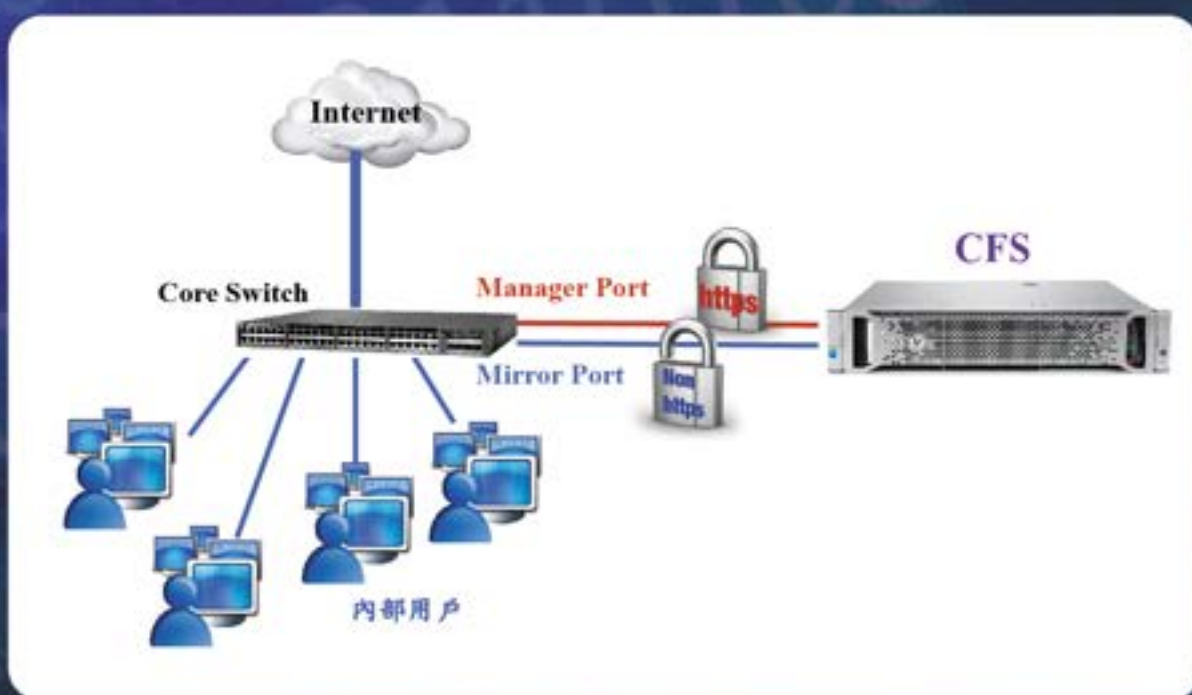 Internet
CFS
Core Switch
Manager Port
https
Mirror Port
Non
https
內部用戶